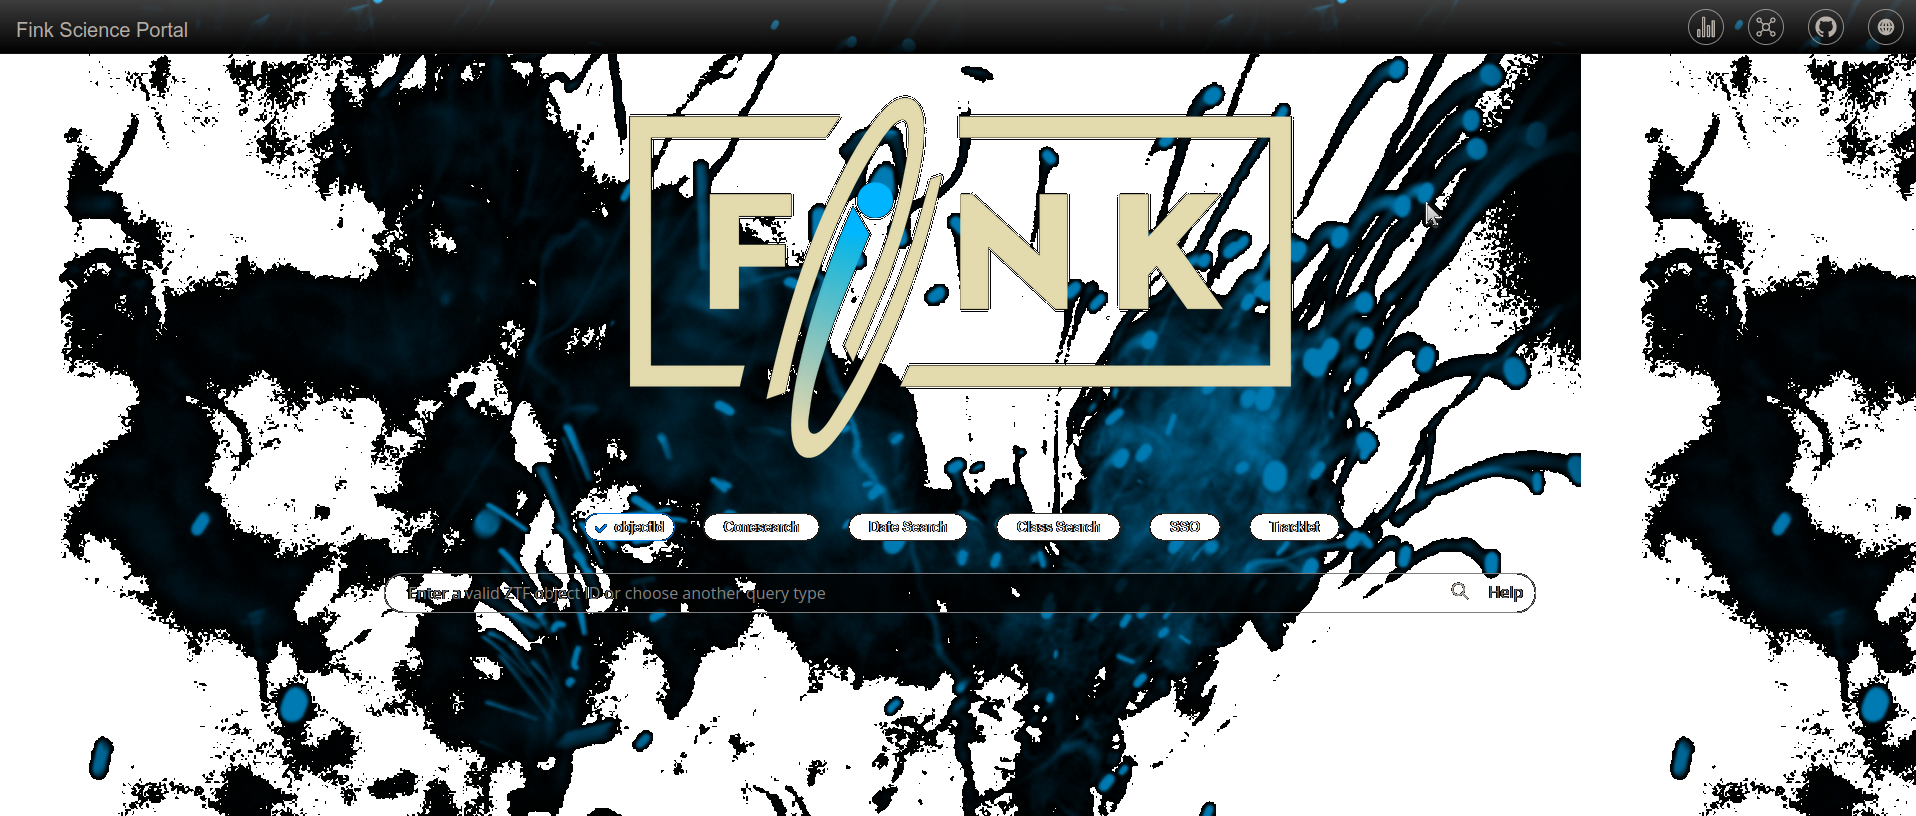 Fink Science Portal
FINK
objectId
Conesearch
Date Search
Class Search
SSO
Tracklet
Enter a valid ZTF object ID or choose another query type
Help